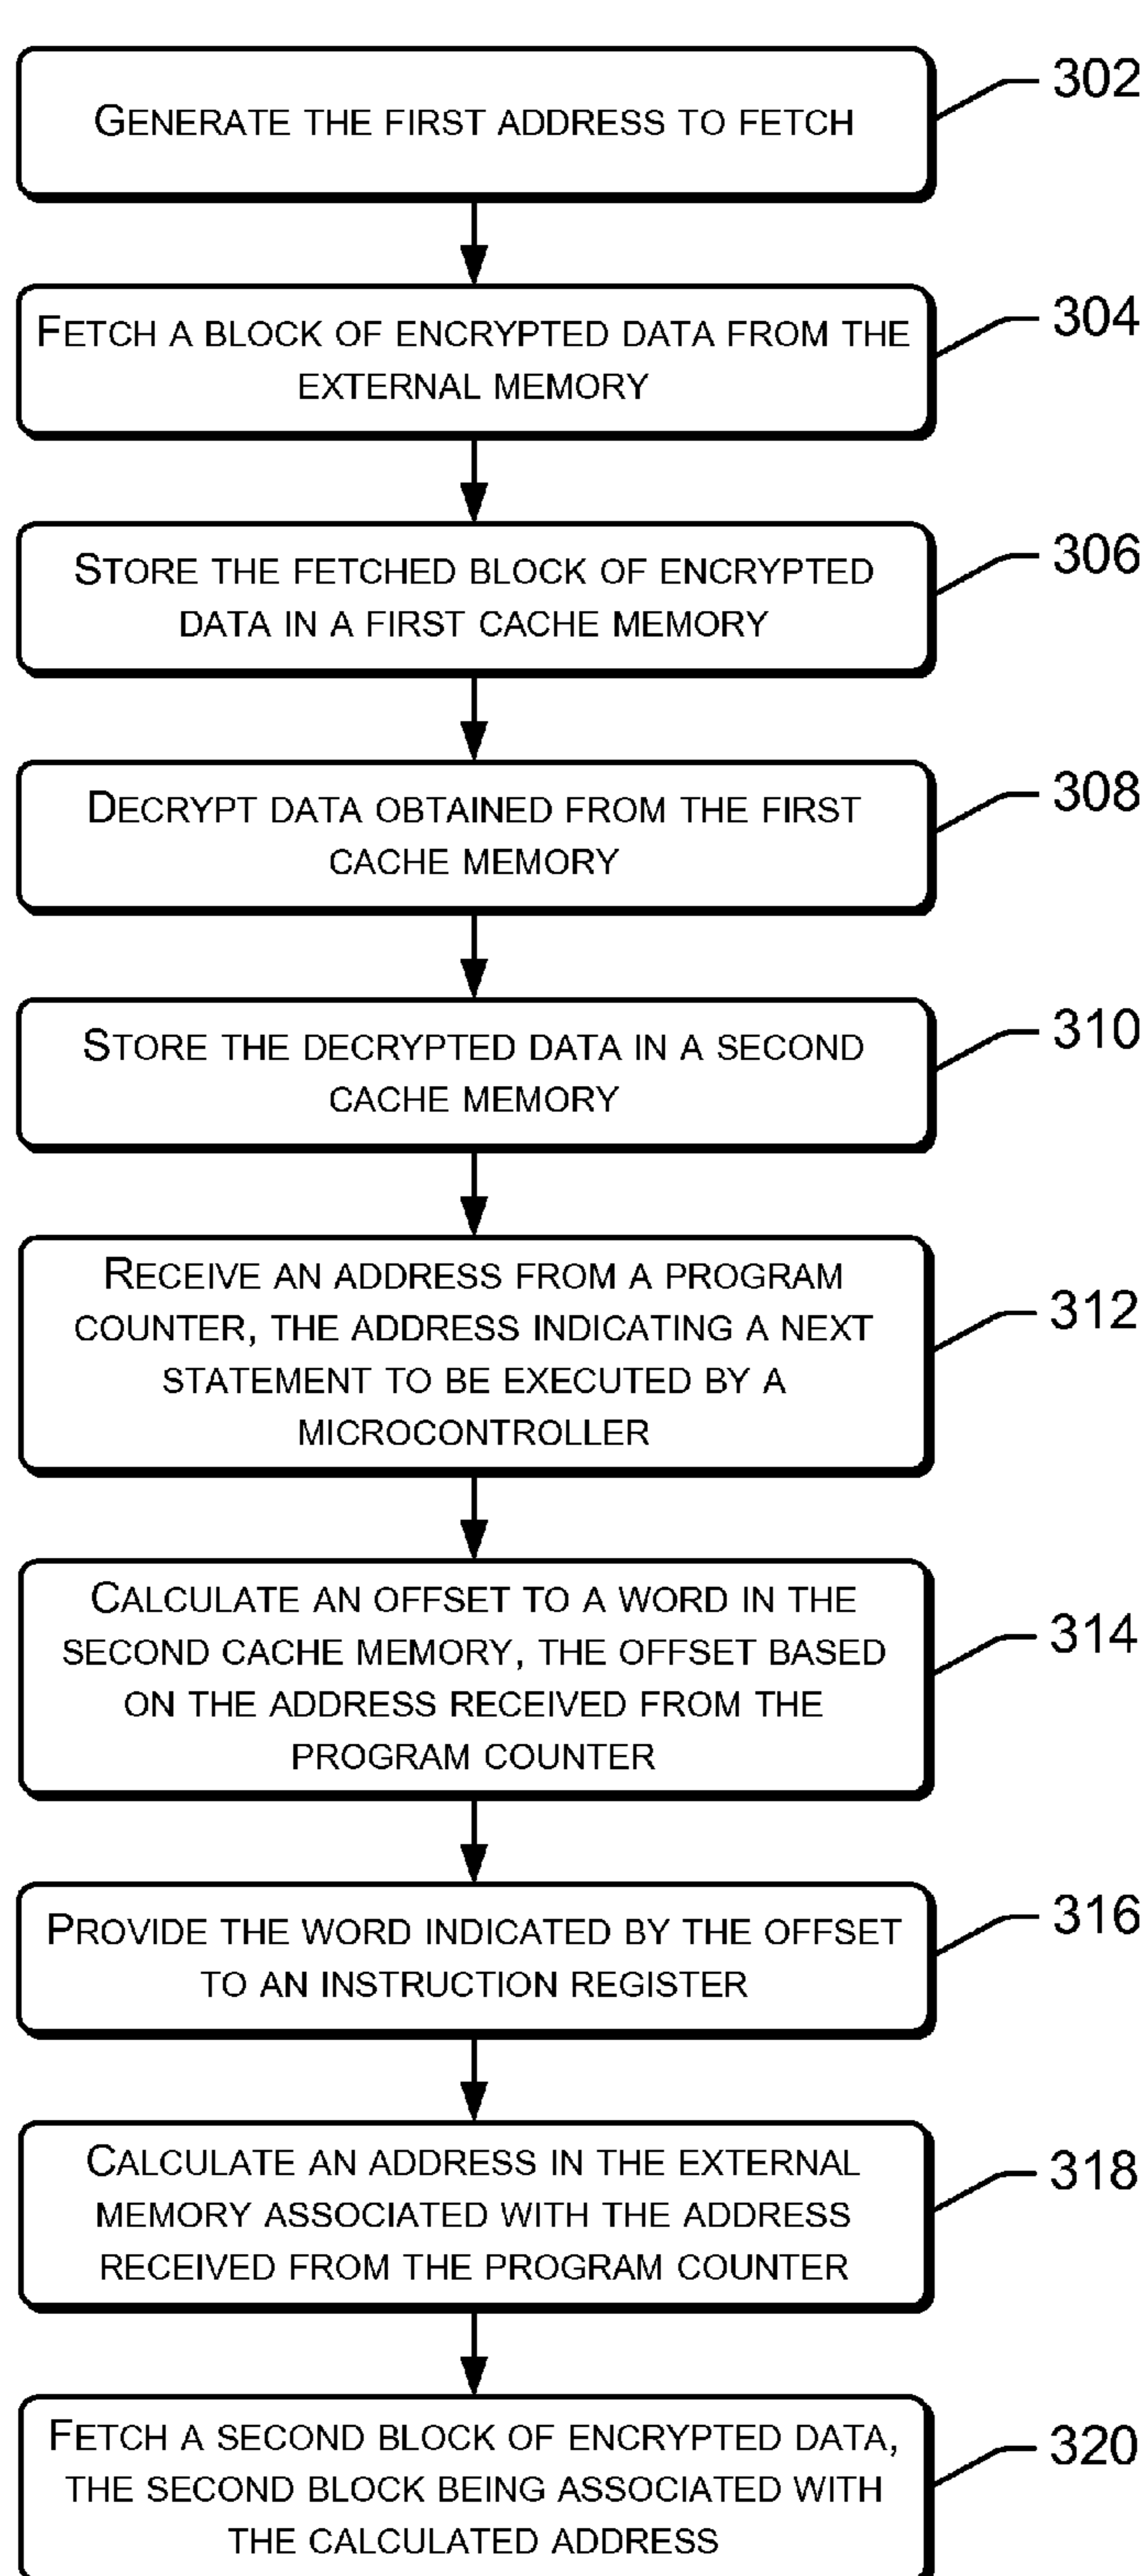 GENERATE THE FIRST ADDRESS TO FETCH
302
FETCH A BLOCK OF ENCRYPTED DATA FROM THE
EXTERNAL MEMORY
304
STORE THE FETCHED BLOCK OF ENCRYPTED
DATA IN A FIRST CACHE MEMORY
306
DECRYPT DATA OBTAINED FROM THE FIRST
CACHE MEMORY
308
STORE THE DECRYPTED DATA IN A SECOND
CACHE MEMORY
310
RECEIVE AN ADDRESS FROM A PROGRAM
COUNTER, THE ADDRESS INDICATING A NEXT
STATEMENT TO BE EXECUTED BY A
MICROCONTROLLER
312
CALCULATE AN OFFSET TO A WORD IN THE
SECOND CACHE MEMORY, THE OFFSET BASED
ON THE ADDRESS RECEIVED FROM THE
PROGRAM COUNTER
314
PROVIDE THE WORD INDICATED BY THE OFFSET
TO AN INSTRUCTION REGISTER
316
CALCULATE AN ADDRESS IN THE EXTERNAL
MEMORY ASSOCIATED WITH THE ADDRESS
RECEIVED FROM THE PROGRAM COUNTER
318
FETCH A SECOND BLOCK OF ENCRYPTED DATA,
THE SECOND BLOCK BEING ASSOCIATED WITH
THE CALCULATED ADDRESS
320